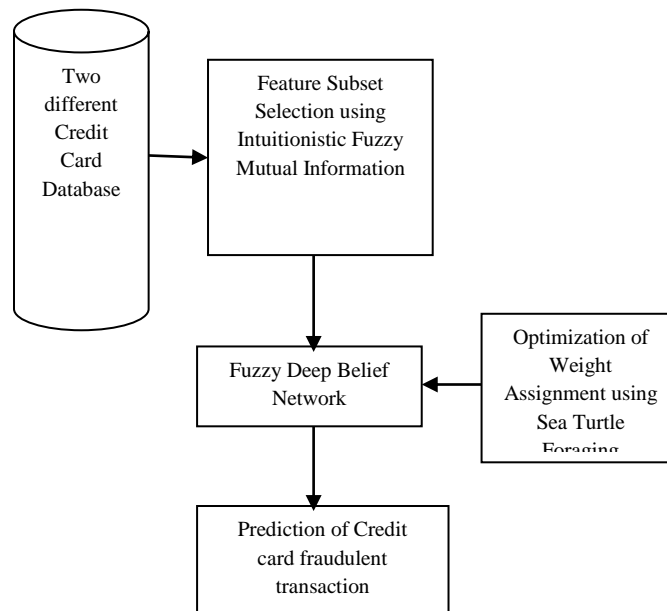 Two
different
Credit
Card
Database
Feature Subset
Selection using
Intuitionistic Fuzzy
Mutual Information
Fuzzy Deep Belief
Network
Optimization of
Weight
Assignment using
Sea Turtle
Foraging
Prediction of Credit
card fraudulent
transaction